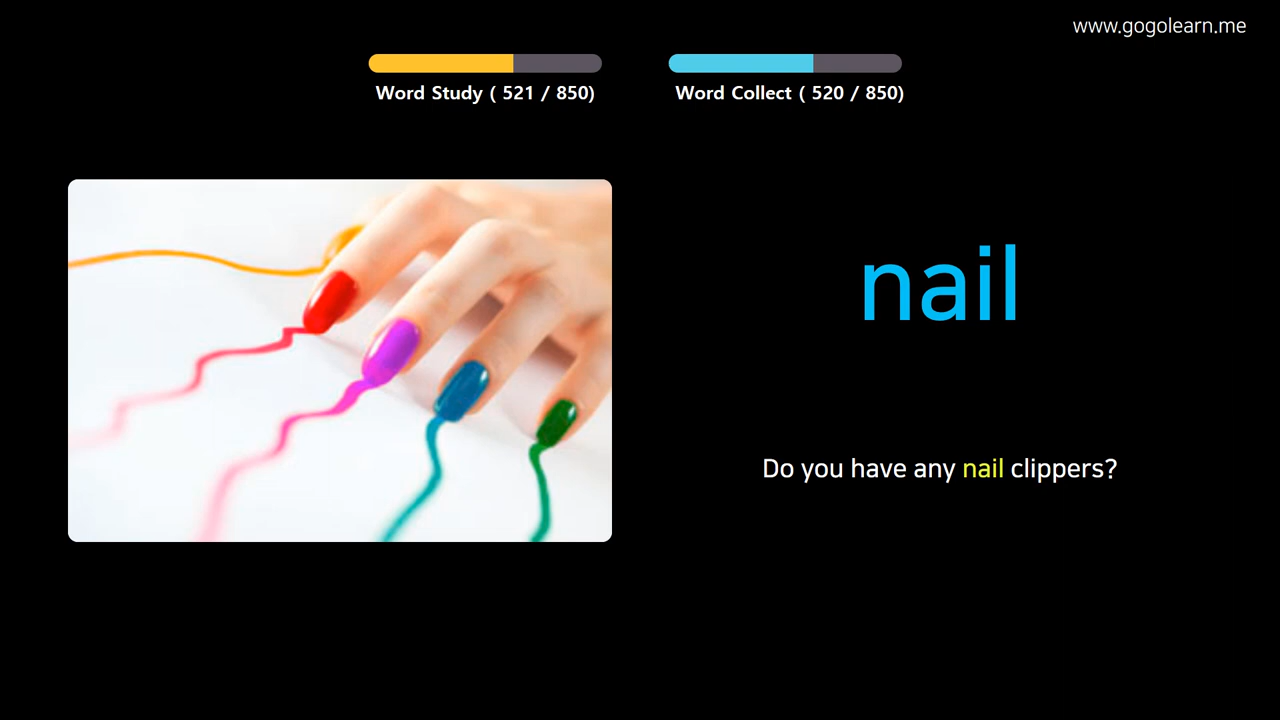 www.gogolearn.me
Word Study ( 521 / 850)
Word Collect ( 520 / 850)
nail
Do you have any nail clippers?